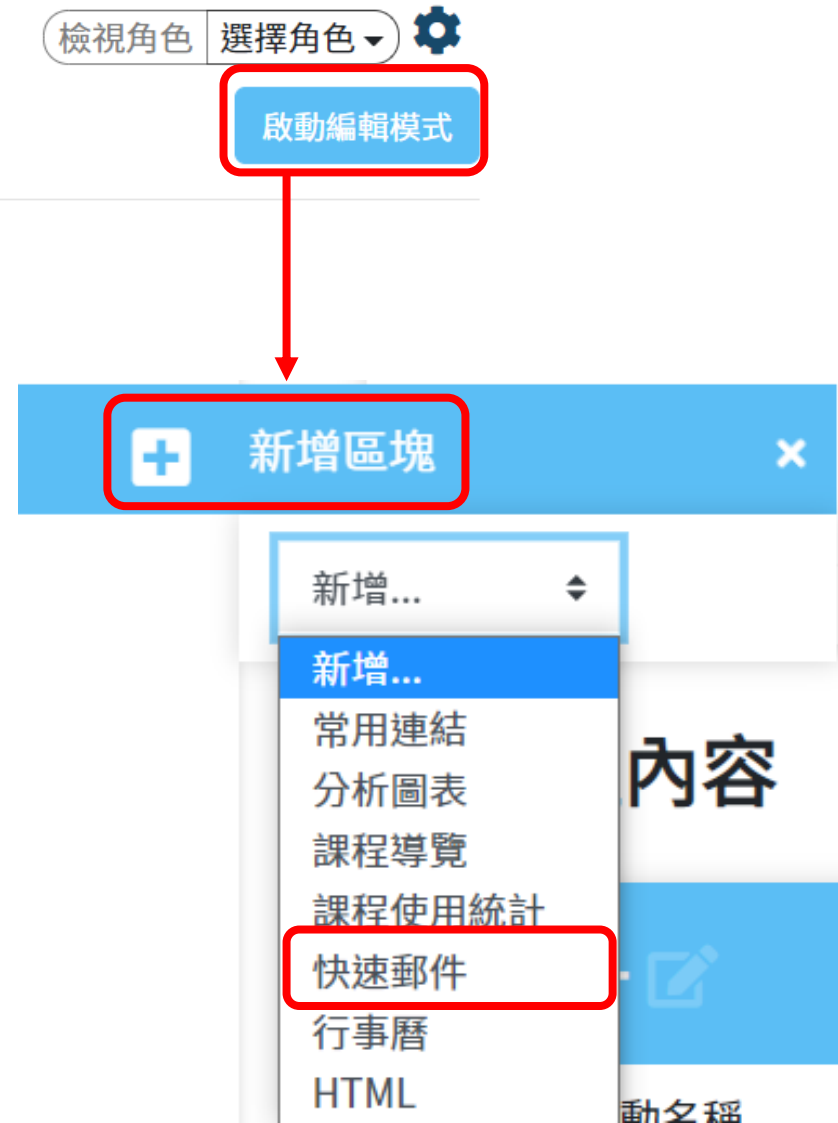 檢視角色 選擇角色
啟動編輯模式
新增區塊
新增...
新增...
常用連結
分析圖表
課程導覽
課程使用統計
快速郵件
行事曆
HTML
內容
動名稱